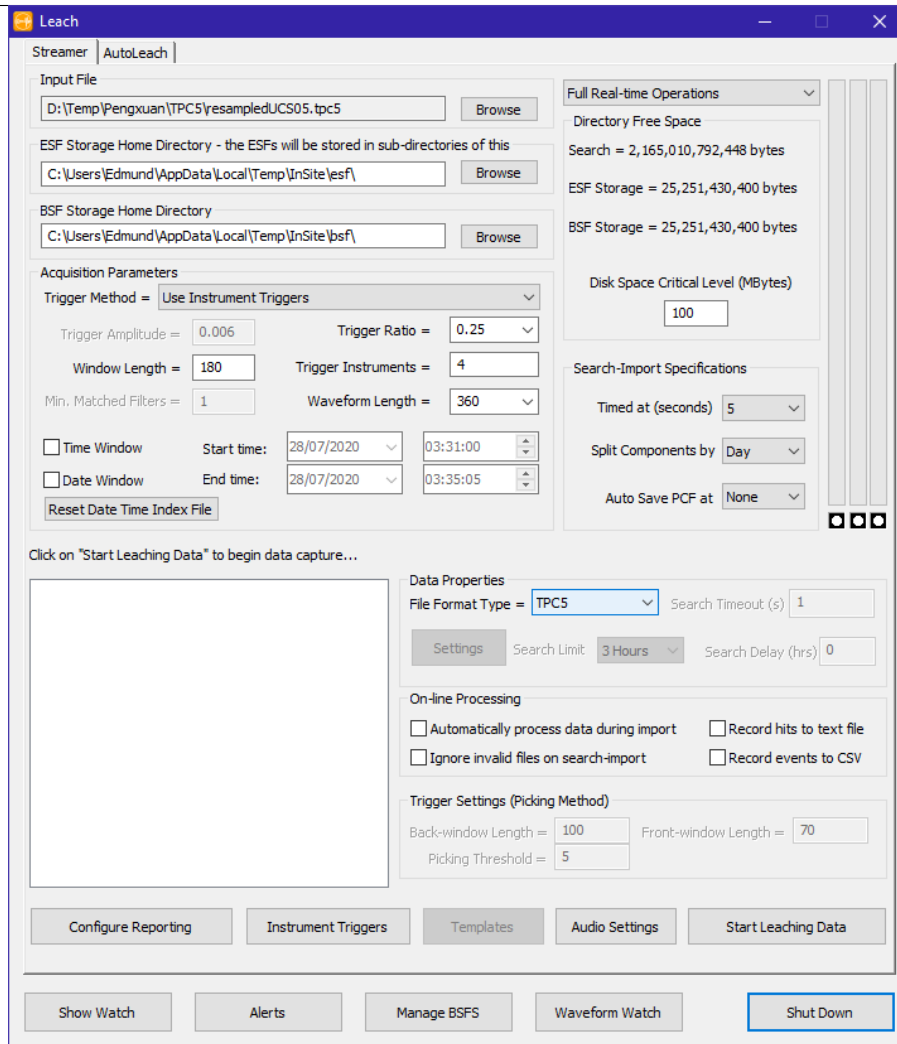 Leach
Streamer AutoLeach
Input File
D:\Temp\Pengxuan\TPC5\resampledUCS05.tpc5 Browse
ESF Storage Home Directory - the ESFs will be stored in sub-directories of this
C:\Users\Edmund\AppData\Local\Temp\InSite\esf\ Browse
BSF Storage Home Directory
C:\Users\Edmund\AppData\Local\Temp\InSite\bsf\ Browse
Full Real-time Operations
Directory Free Space
Search = 2,165,010,792,448 bytes
ESF Storage = 25,251,430,400 bytes
BSF Storage = 25,251,430,400 bytes
Disk Space Critical Level (MBytes)
100
Acquisition Parameters
Trigger Method = Use Instrument Triggers
Trigger Amplitude = 0.006 Trigger Ratio = 0.25
Window Length = 180 Trigger Instruments = 4
Min. Matched Filters = 1 Waveform Length = 360
Time Window Start time: 28/07/2020 03:31:00
Date Window End time: 28/07/2020 03:35:05
Reset Date Time Index File
Search-Import Specifications
Timed at (seconds) 5
Split Components by Day
Auto Save PCF at None
Click on "Start Leaching Data" to begin data capture...
Data Properties
File Format Type = TPC5 Search Timeout (s) 1
Settings Search Limit 3 Hours Search Delay (hrs) 0
On-line Processing
Automatically process data during import Record hits to text file
Ignore invalid files on search-import Record events to CSV
Trigger Settings (Picking Method)
Back-window Length = 100 Front-window Length = 70
Picking Threshold = 5
Configure Reporting Instrument Triggers Templates Audio Settings Start Leaching Data
Show Watch Alerts Manage BSFS Waveform Watch Shut Down